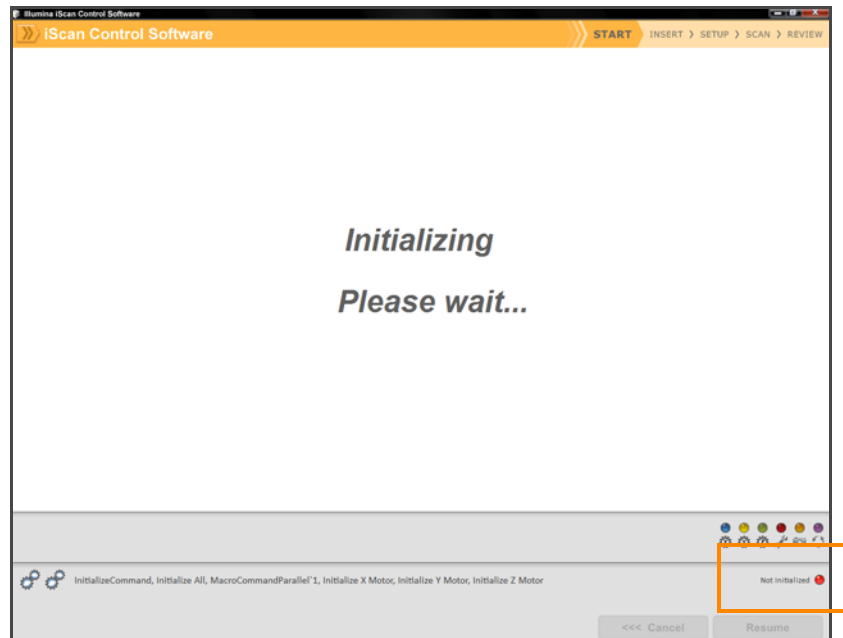 Illumina iScan Control Software
iScan Control Software
START INSERT ❯ SETUP ❯ SCAN ❯ REVIEW
Initializing
Please wait...
InitializeCommand, Initialize All, MacroCommandParallel`1, Initialize X Motor, Initialize Y Motor, Initialize Z Motor
Not Initialized
<<< Cancel Resume